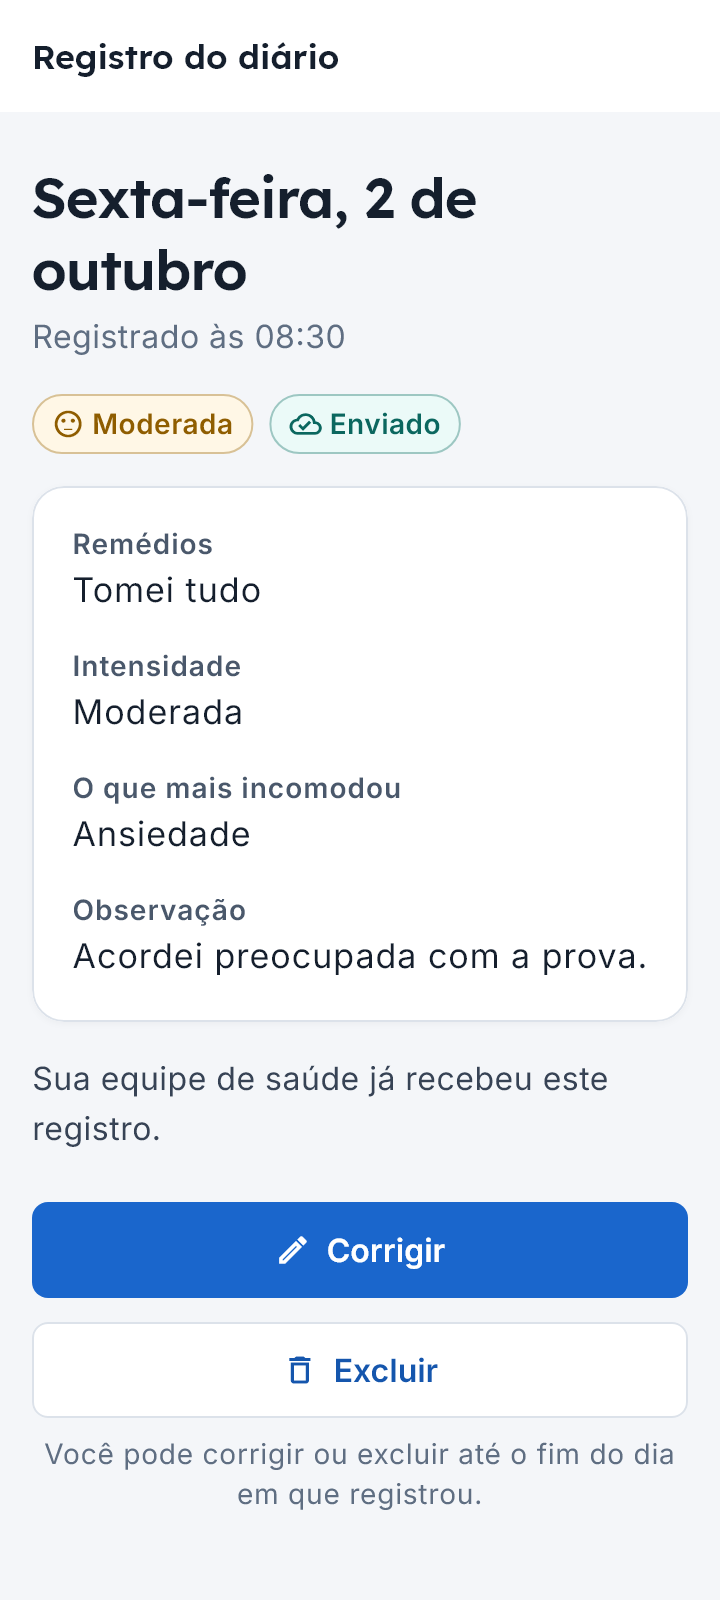 Registro do diário
Sexta-feira, 2 de
outubro
Registrado às 08:30
Moderada
Enviado
Remédios
Tomei tudo
Intensidade
Moderada
O que mais incomodou
Ansiedade
Observação
Acordei preocupada com a prova.
Sua equipe de saúde já recebeu este
registro.
Corrigir
Excluir
Você pode corrigir ou excluir até o fim do dia
em que registrou.